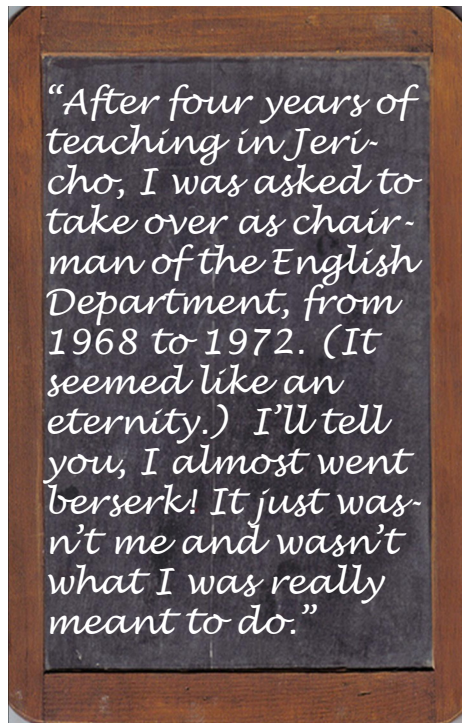 “After four years of
teaching in Jeri-
cho, I was asked to
take over as chair-
man of the English
Department, from
1968 to 1972. (It
seemed like an
eternity.)  I’ll tell
you, I almost went
berserk! It just was-
n’t me and wasn’t
what I was really
meant to do.”